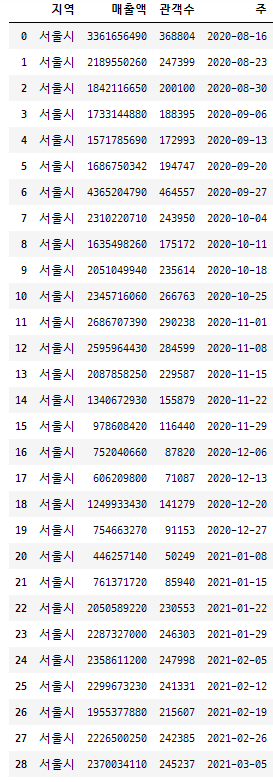 지역 매출액 관객수 주
0 서울시 3361656490 368804 2020-08-16
1 서울시 2189550260 247399 2020-08-23
2 서울시 1842116650 200100 2020-08-30
3 서울시 1733144880 188395 2020-09-06
4 서울시 1571785690 172993 2020-09-13
5 서울시 1686750342 194747 2020-09-20
6 서울시 4365204790 464557 2020-09-27
7 서울시 2310220710 243950 2020-10-04
8 서울시 1635498260 175172 2020-10-11
9 서울시 2051049940 235614 2020-10-18
10 서울시 2345716060 266763 2020-10-25
11 서울시 2686707390 290238 2020-11-01
12 서울시 2595964430 284599 2020-11-08
13 서울시 2087858250 229587 2020-11-15
14 서울시 1340672930 155879 2020-11-22
15 서울시 978608420 116440 2020-11-29
16 서울시 752040660 87820 2020-12-06
17 서울시 606209800 71087 2020-12-13
18 서울시 1249933430 141279 2020-12-20
19 서울시 754663270 91153 2020-12-27
20 서울시 446257140 50249 2021-01-08
21 서울시 761371720 85940 2021-01-15
22 서울시 2050589220 230553 2021-01-22
23 서울시 2287327000 246303 2021-01-29
24 서울시 2358611200 247998 2021-02-05
25 서울시 2299673230 241331 2021-02-12
26 서울시 1955377880 215607 2021-02-19
27 서울시 2226500250 242385 2021-02-26
28 서울시 2370034110 245237 2021-03-05